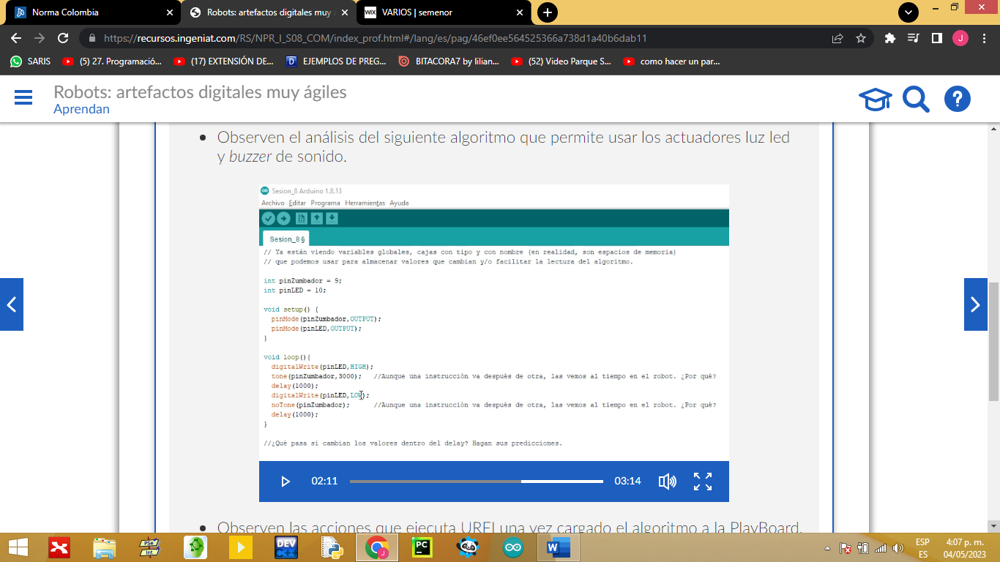 Norma Colombia
Robots: artefactos digitales muy
WIX VARIOS | semenor
https://recursos.ingeniat.com/RS/NPR_I_S08_COM/index_prof.html#/lang/es/pag/46ef0ee564525366a738d1a40b6dab11
J
SARIS
(5) 27. Programació...
(17) EXTENSIÓN DE...
D EJEMPLOS DE PREG...
BITACORA7 by lilian...
(52) Video Parque S...
como hacer un par...
Robots: artefactos digitales muy ágiles
Aprendan
?
• Observen el análisis del siguiente algoritmo que permite usar los actuadores luz led
y buzzer de sonido.
Sesion_8 Arduino 1.8.13
Archivo Editar Programa Herramientas Ayuda
Sesion_8 §
// Ya están viendo variables globales, cajas con tipo y con nombre (en realidad, son espacios de memoria)
// que podemos usar para almacenar valores que cambian y/o facilitar la lectura del algoritmo.
int pinZumbador = 9;
int pinLED = 10;
void setup() {
pinMode(pinZumbador,OUTPUT);
pinMode(pinLED,OUTPUT);
}
void loop(){
digitalWrite(pinLED,HIGH);
tone(pinZumbador,3000); //Aunque una instrucción va después de otra, las vemos al tiempo en el robot. ¿Por qué?
delay(1000);
digitalWrite(pinLED,LOW);
noTone(pinZumbador); //Aunque una instrucción va después de otra, las vemos al tiempo en el robot. ¿Por qué?
delay(1000);
}
//¿Qué pasa si cambian los valores dentro del delay? Hagan sus predicciones.
02:11
03:14
• Observen las acciones que ejecuta UREI una vez cargado el algoritmo a la PlayBoard.
PSe
Int
DEV
C++
J
PC
W
ESP
ES
4:07 p. m.
04/05/2023